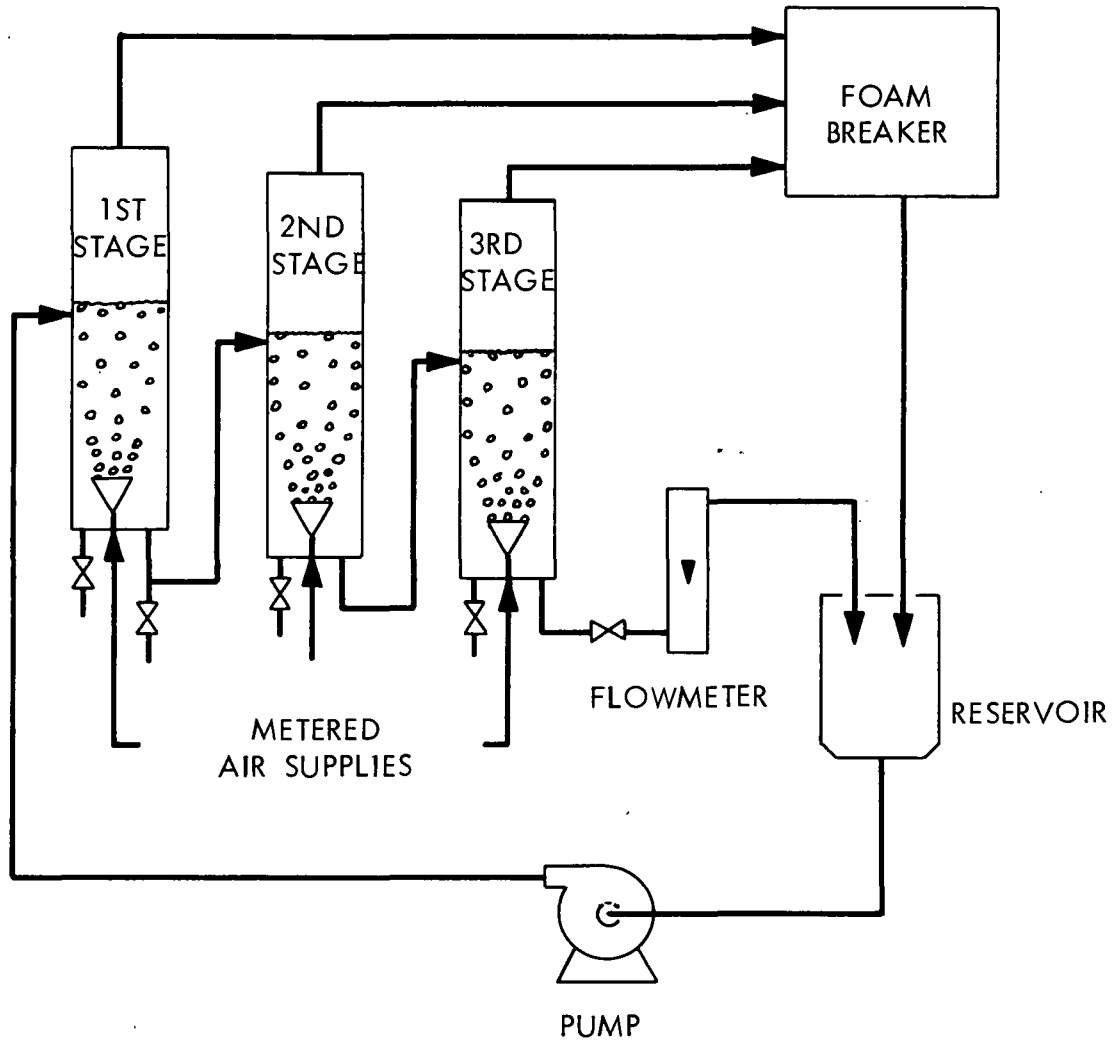 FOAM
BREAKER
1ST
STAGE
2ND
STAGE
3RD
STAGE
FLOWMETER
RESERVOIR
METERED
AIR SUPPLIES
PUMP